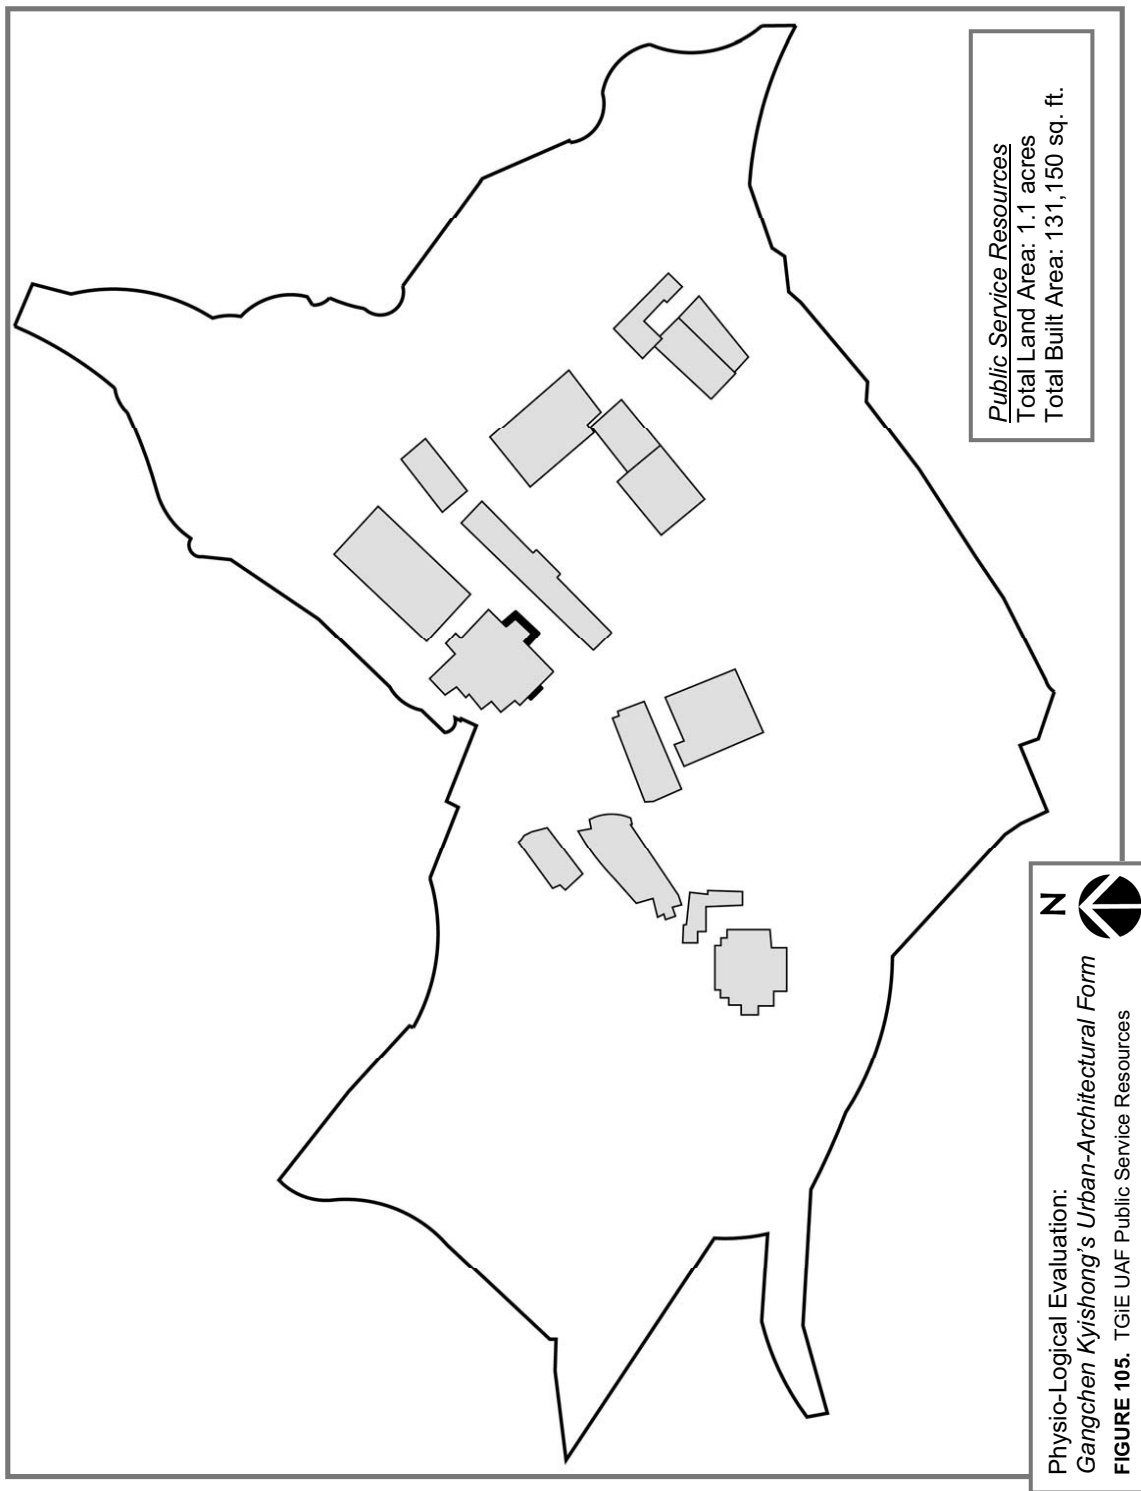 Public Service Resources
Total Land Area: 1.1 acres
Total Built Area: 131,150 sq. ft.
N
Physio-Logical Evaluation:
Gangchen Kyishong's Urban-Architectural Form
FIGURE 105. TGiE UAF Public Service Resources